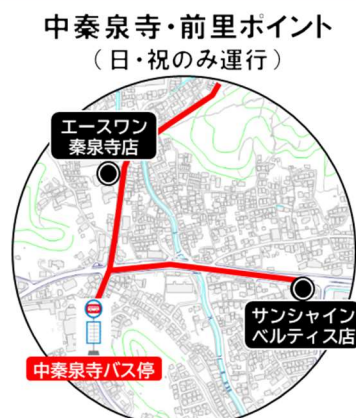 中秦泉寺・前里ポイント
（日・祝のみ運行）
エースワン
秦泉寺店
サンシャイン
ベルティス店
中秦泉寺バス停